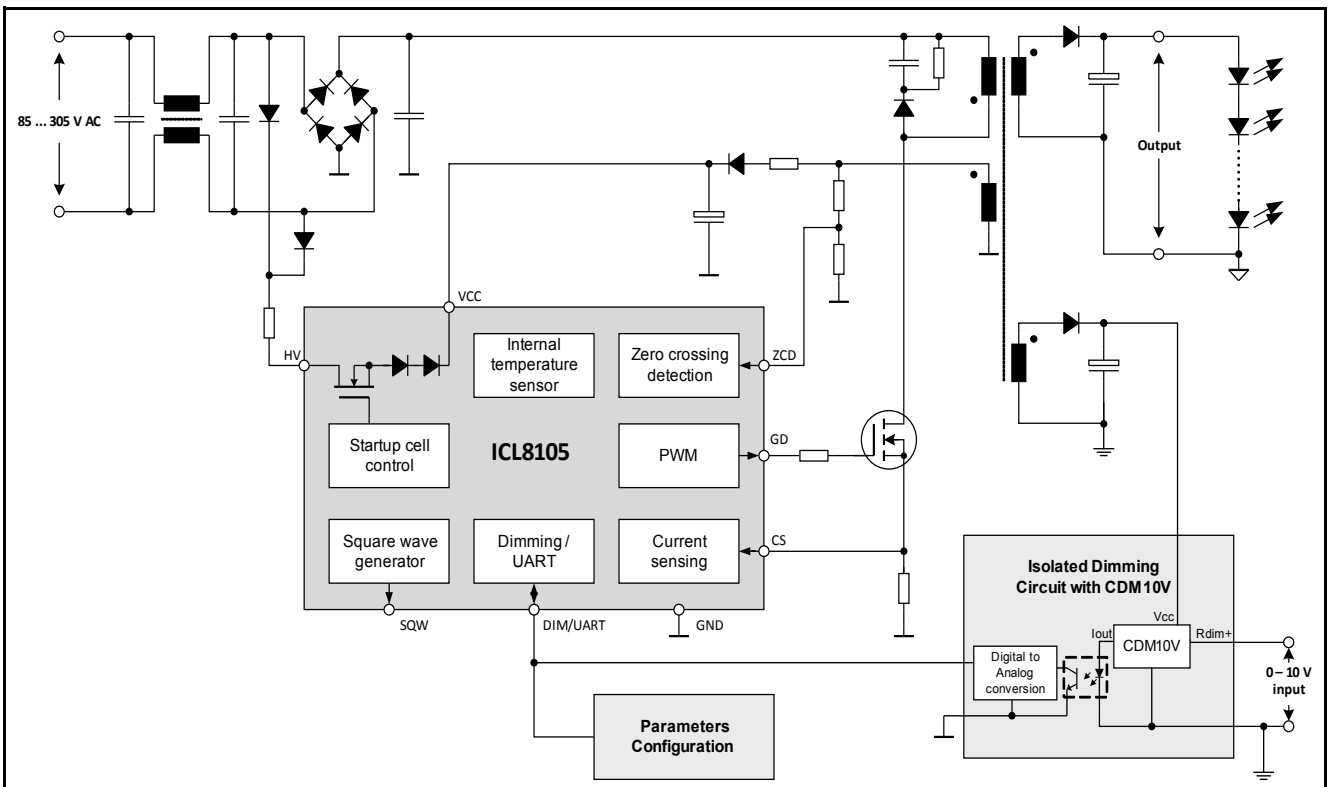 85 ... 305 V AC
Output
VCC
HV
Internal
temperature
sensor
Zero crossing
detection
ZCD
Startup cell
control
ICL8105
PWM
GD
Square wave
generator
Dimming /
UART
Current
sensing
CS
SQW
DIM/UART
GND
Isolated Dimming
Circuit with CDM10V
Vcc
Iout
CDM10V
Rdim+
Digital to
Analog
conversion
0 – 10 V
input
Parameters
Configuration